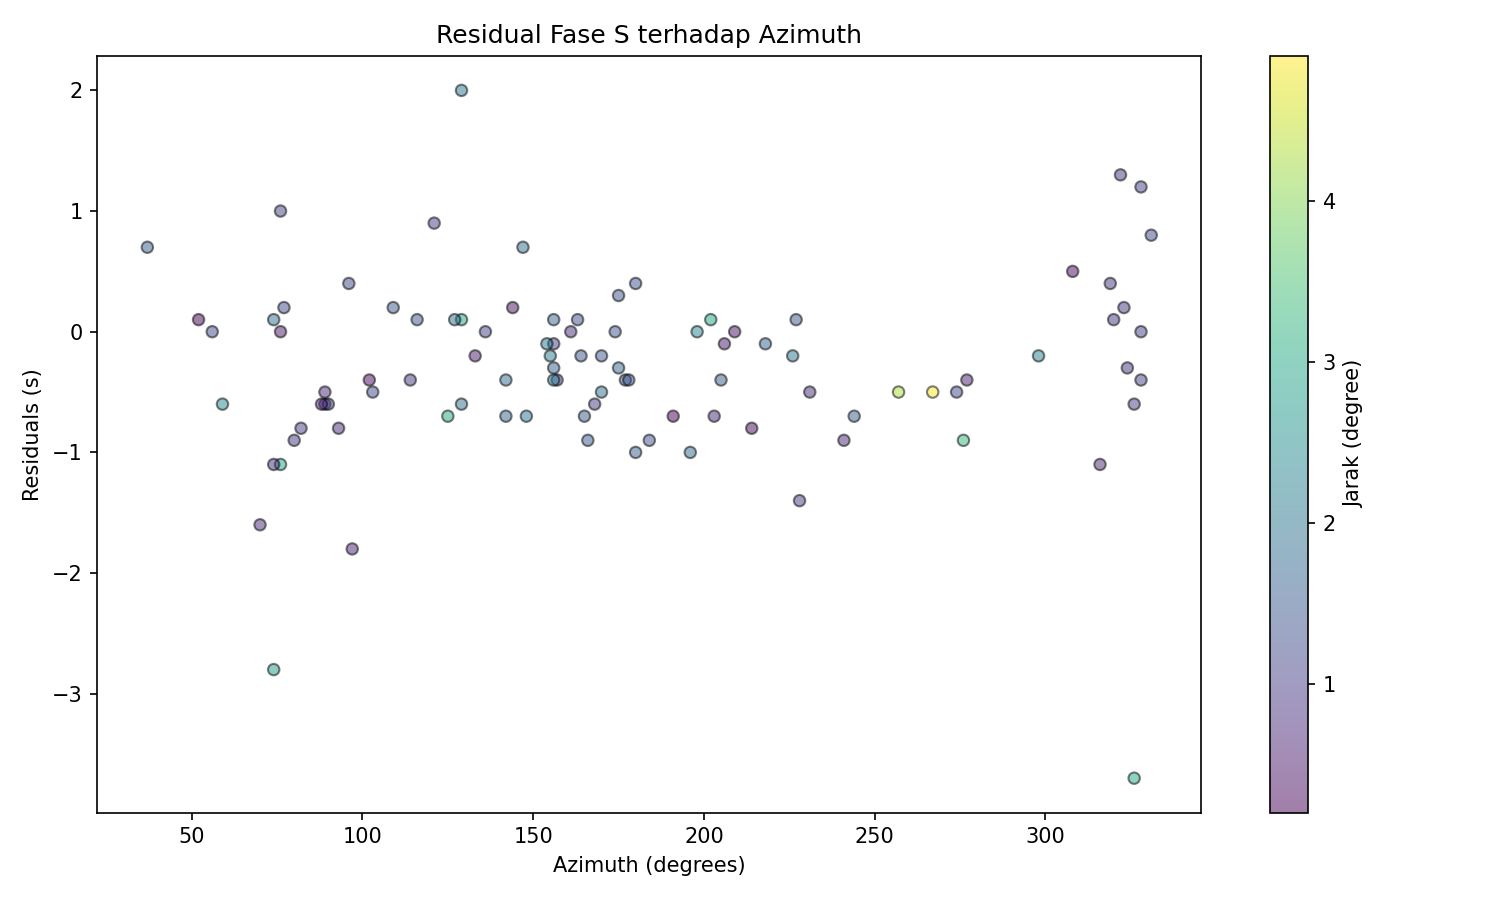 Residual Fase S terhadap Azimuth
Residuals (s)
2
1
0
−1
−2
−3
50 100 150 200 250 300
Azimuth (degrees)
4
3
2
1
Jarak (degree)